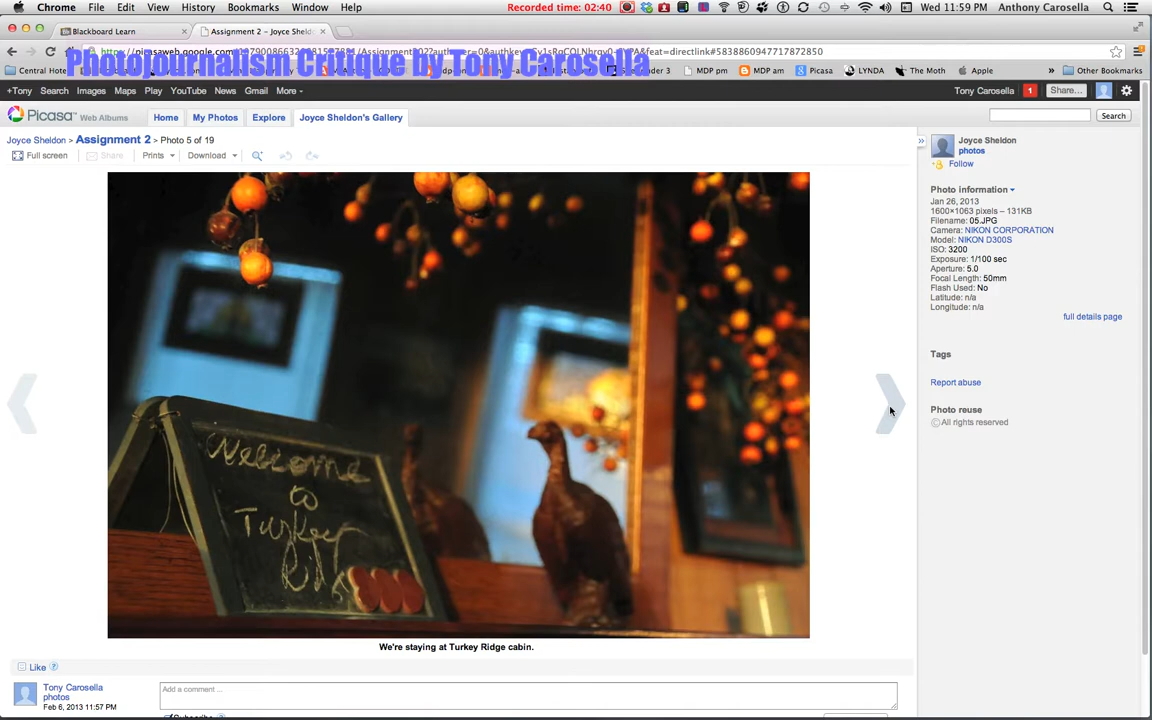 Chrome File Edit View History Bookmarks Window Help Recorded time: 02:40 Wed 11:59 PM Anthony Carosella
Blackboard Learn × Assignment 2 – Joyce Sheldo ×
Photojournalism Critique By Tony Carosella
Central Hote MDP pm MDP am Picasa LYNDA The Moth Apple » Other Bookmarks
+Tony Search Images Maps Play YouTube News Gmail More Tony Carosella 1 Share...
Picasa™ Web Albums Home My Photos Explore Joyce Sheldon's Gallery Search
Joyce Sheldon > Assignment 2 > Photo 5 of 19
Full screen Share Prints Download
Joyce Sheldon
photos
Follow
Photo information
Jan 26, 2013
1600×1063 pixels – 131KB
Filename: 05.JPG
Camera: NIKON CORPORATION
Model: NIKON D300S
ISO: 3200
Exposure: 1/100 sec
Aperture: 5.0
Focal Length: 50mm
Flash Used: No
Latitude: n/a
Longitude: n/a
full details page
Tags
Report abuse
Photo reuse
© All rights reserved
Welcome
to
Turkey
We're staying at Turkey Ridge cabin.
Like ?
Tony Carosella
photos
Feb 6, 2013 11:57 PM
Add a comment ...
Subscribe